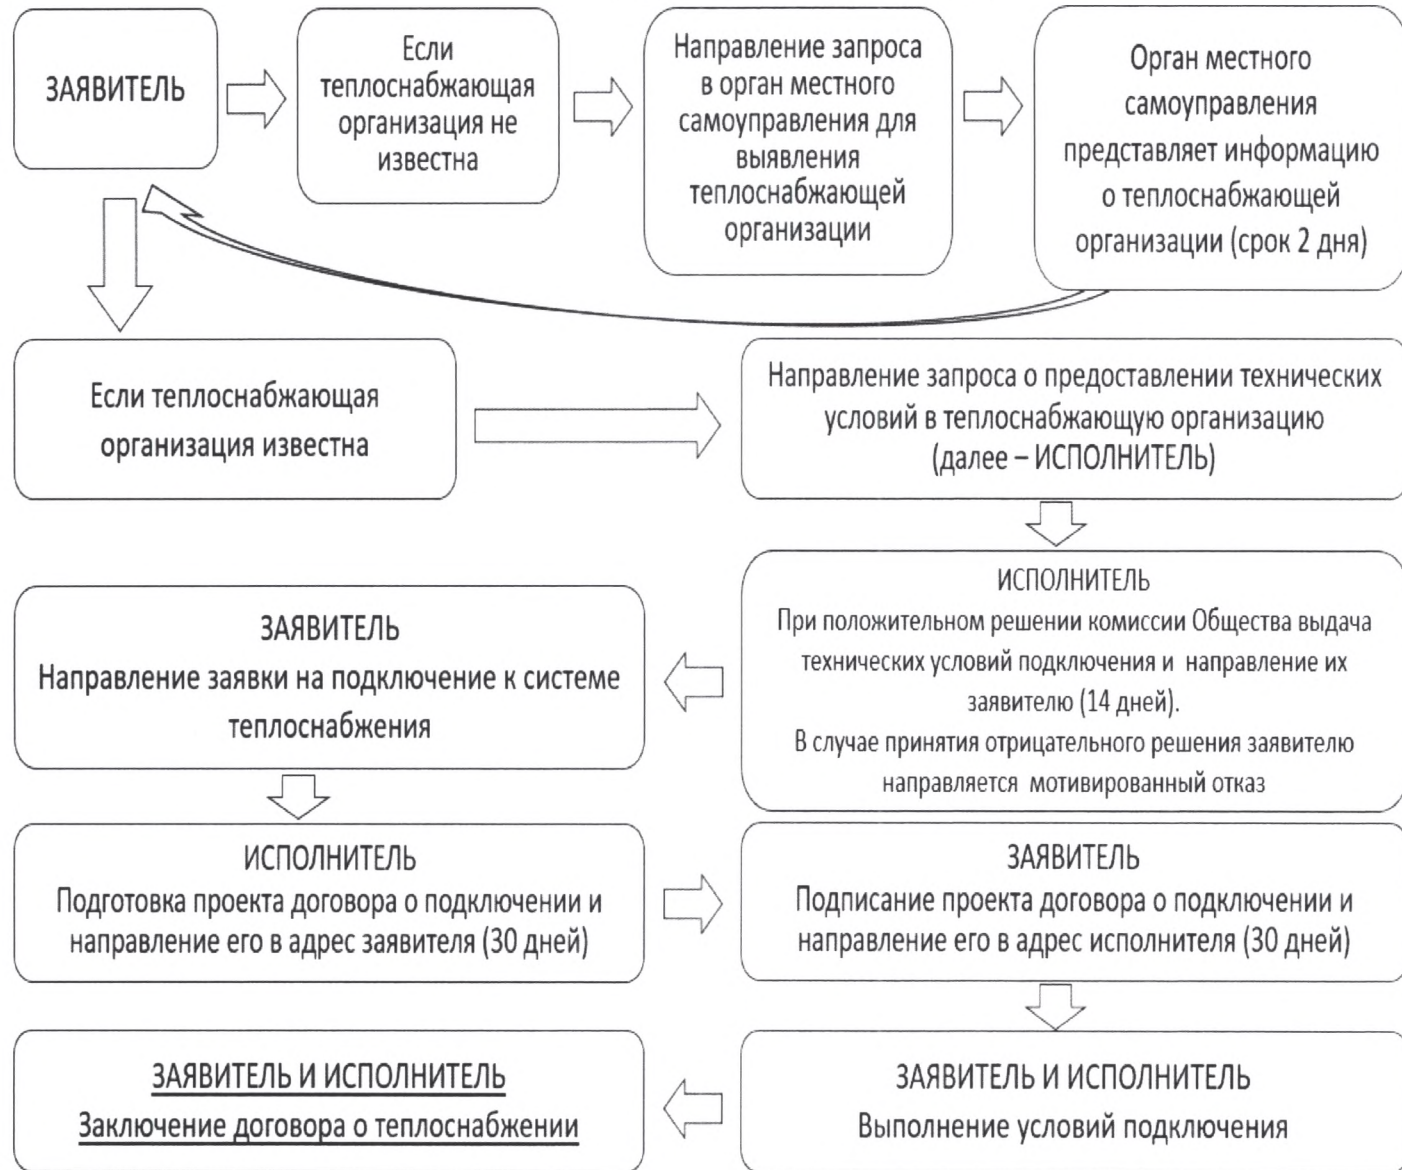 ЗАЯВИТЕЛЬ
Если
теплоснабжающая
организация не
известна
Направление запроса
в орган местного
самоуправления для
выявления
теплоснабжающей
организации
Орган местного
самоуправления
представляет информацию
о теплоснабжающей
организации (срок 2 дня)
Если теплоснабжающая
организация известна
Направление запроса о предоставлении технических
условий в теплоснабжающую организацию
(далее – ИСПОЛНИТЕЛЬ)
ИСПОЛНИТЕЛЬ
При положительном решении комиссии Общества выдача
технических условий подключения и направление их
заявителю (14 дней).
В случае принятия отрицательного решения заявителю
направляется мотивированный отказ
ЗАЯВИТЕЛЬ
Направление заявки на подключение к системе
теплоснабжения
ИСПОЛНИТЕЛЬ
Подготовка проекта договора о подключении и
направление его в адрес заявителя (30 дней)
ЗАЯВИТЕЛЬ
Подписание проекта договора о подключении и
направление его в адрес исполнителя (30 дней)
ЗАЯВИТЕЛЬ И ИСПОЛНИТЕЛЬ
Выполнение условий подключения
ЗАЯВИТЕЛЬ И ИСПОЛНИТЕЛЬ
Заключение договора о теплоснабжении